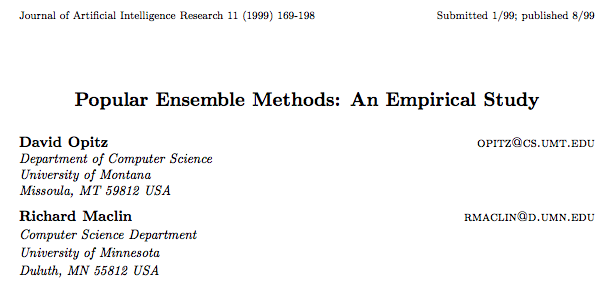 Journal of Artificial Intelligence Research 11 (1999) 169-198 Submitted 1/99; published 8/99
Popular Ensemble Methods: An Empirical Study
David Opitz OPITZ@CS.UMT.EDU
Department of Computer Science
University of Montana
Missoula, MT 59812 USA
Richard Maclin RMACLIN@D.UMN.EDU
Computer Science Department
University of Minnesota
Duluth, MN 55812 USA